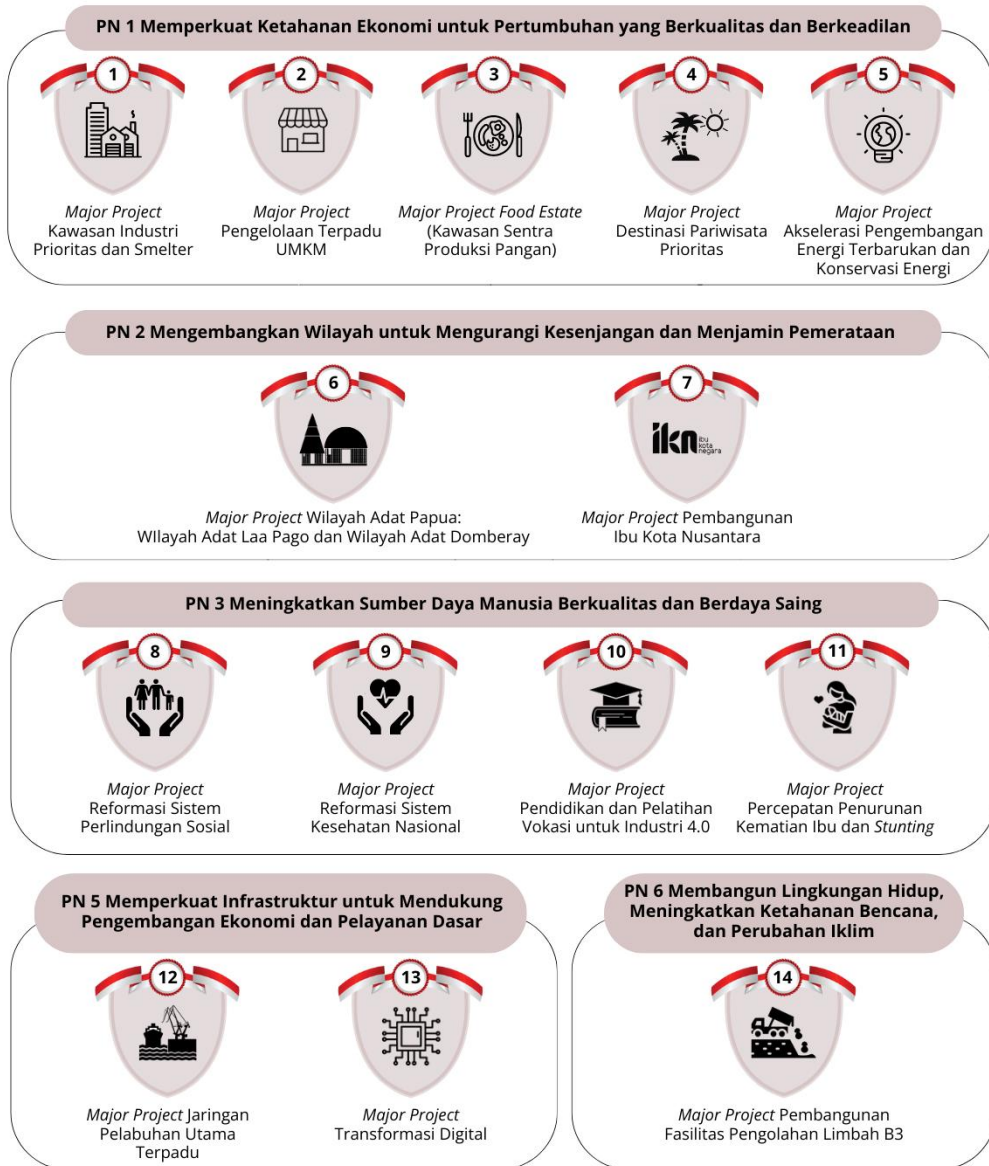 PN 1 Memperkuat Ketahanan Ekonomi untuk Pertumbuhan yang Berkualitas dan Berkeadilan
1
Major Project
Kawasan Industri
Prioritas dan Smelter
2
Major Project
Pengelolaan Terpadu
UMKM
3
Major Project Food Estate
(Kawasan Sentra
Produksi Pangan)
4
Major Project
Destinasi Pariwisata
Prioritas
5
Major Project
Akselerasi Pengembangan
Energi Terbarukan dan
Konservasi Energi
PN 2 Mengembangkan Wilayah untuk Mengurangi Kesenjangan dan Menjamin Pemerataan
6
Major Project Wilayah Adat Papua:
WIlayah Adat Laa Pago dan Wilayah Adat Domberay
7
ikn
ibu
kota
negara
Major Project Pembangunan
Ibu Kota Nusantara
PN 3 Meningkatkan Sumber Daya Manusia Berkualitas dan Berdaya Saing
8
Major Project
Reformasi Sistem
Perlindungan Sosial
9
Major Project
Reformasi Sistem
Kesehatan Nasional
10
Major Project
Pendidikan dan Pelatihan
Vokasi untuk Industri 4.0
11
Major Project
Percepatan Penurunan
Kematian Ibu dan Stunting
PN 5 Memperkuat Infrastruktur untuk Mendukung
Pengembangan Ekonomi dan Pelayanan Dasar
12
Major Project Jaringan
Pelabuhan Utama
Terpadu
13
Major Project
Transformasi Digital
PN 6 Membangun Lingkungan Hidup,
Meningkatkan Ketahanan Bencana,
dan Perubahan Iklim
14
Major Project Pembangunan
Fasilitas Pengolahan Limbah B3